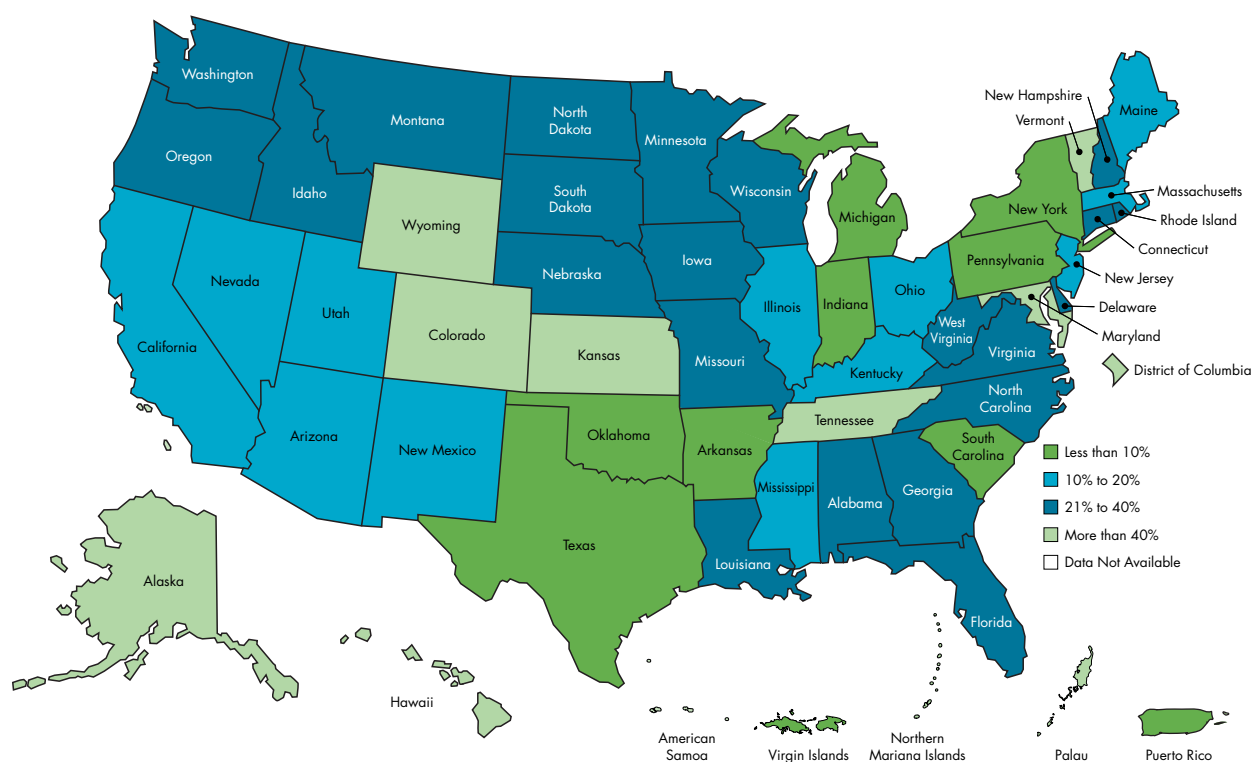 Washington
Montana
North
Dakota
Minnesota
New Hampshire
Vermont
Maine
Oregon
Idaho
South
Dakota
Wisconsin
Massachusetts
Wyoming
Michigan
New York
Rhode Island
Connecticut
Nebraska
Iowa
Pennsylvania
New Jersey
Nevada
Utah
Colorado
Illinois
Indiana
Ohio
Delaware
West
Virginia
Maryland
California
Kansas
Missouri
Kentucky
Virginia
District of Columbia
North
Carolina
Arizona
New Mexico
Oklahoma
Arkansas
Tennessee
South
Carolina
Less than 10%
10% to 20%
21% to 40%
More than 40%
Data Not Available
Mississippi
Alabama
Georgia
Texas
Louisiana
Florida
Alaska
Hawaii
American
Samoa
Virgin Islands
Northern
Mariana Islands
Palau
Puerto Rico